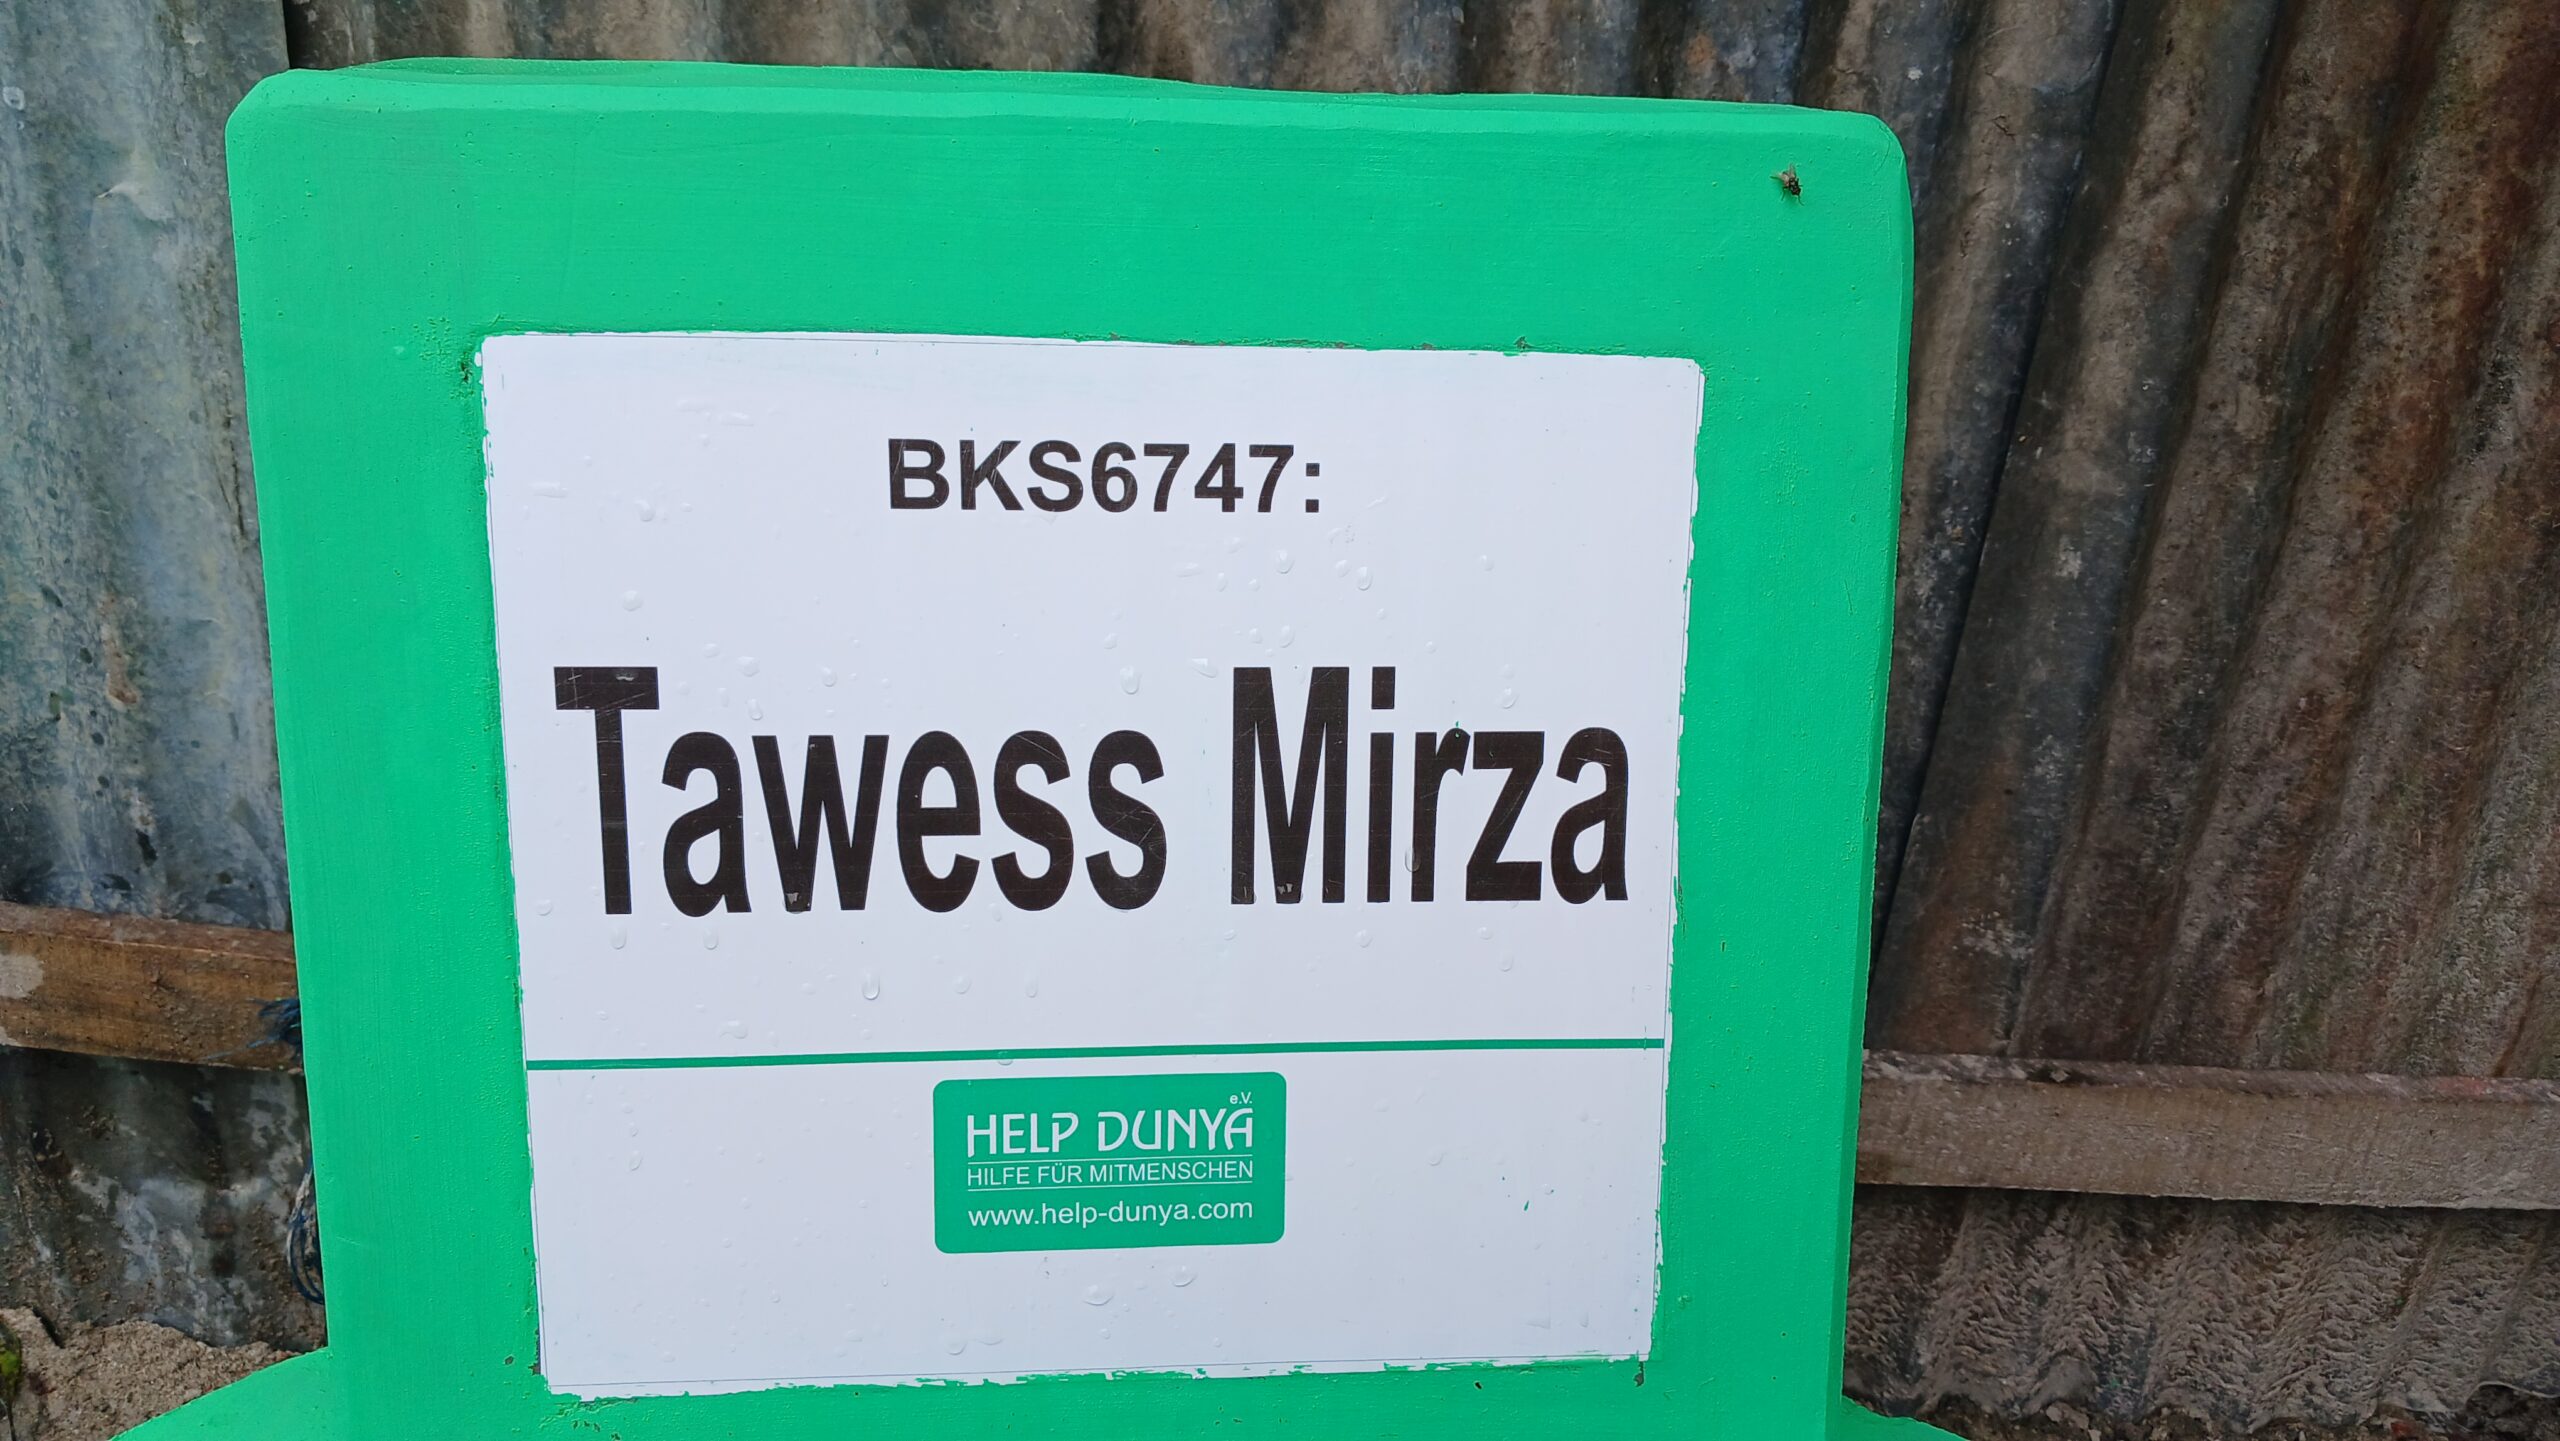 BKS6747:
Tawess Mirza
HELP DUNYA e.V.
HILFE FÜR MITMENSCHEN
www.help-dunya.com